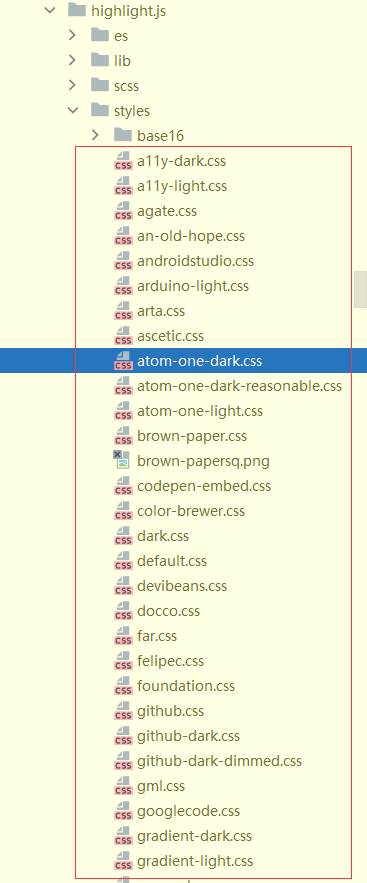 highlight.js
es
lib
scss
styles
base16
a11y-dark.css
a11y-light.css
agate.css
an-old-hope.css
androidstudio.css
arduino-light.css
arta.css
ascetic.css
atom-one-dark.css
atom-one-dark-reasonable.css
atom-one-light.css
brown-paper.css
brown-papersq.png
codepen-embed.css
color-brewer.css
dark.css
default.css
devibeans.css
docco.css
far.css
felipec.css
foundation.css
github.css
github-dark.css
github-dark-dimmed.css
gml.css
googlecode.css
gradient-dark.css
gradient-light.css